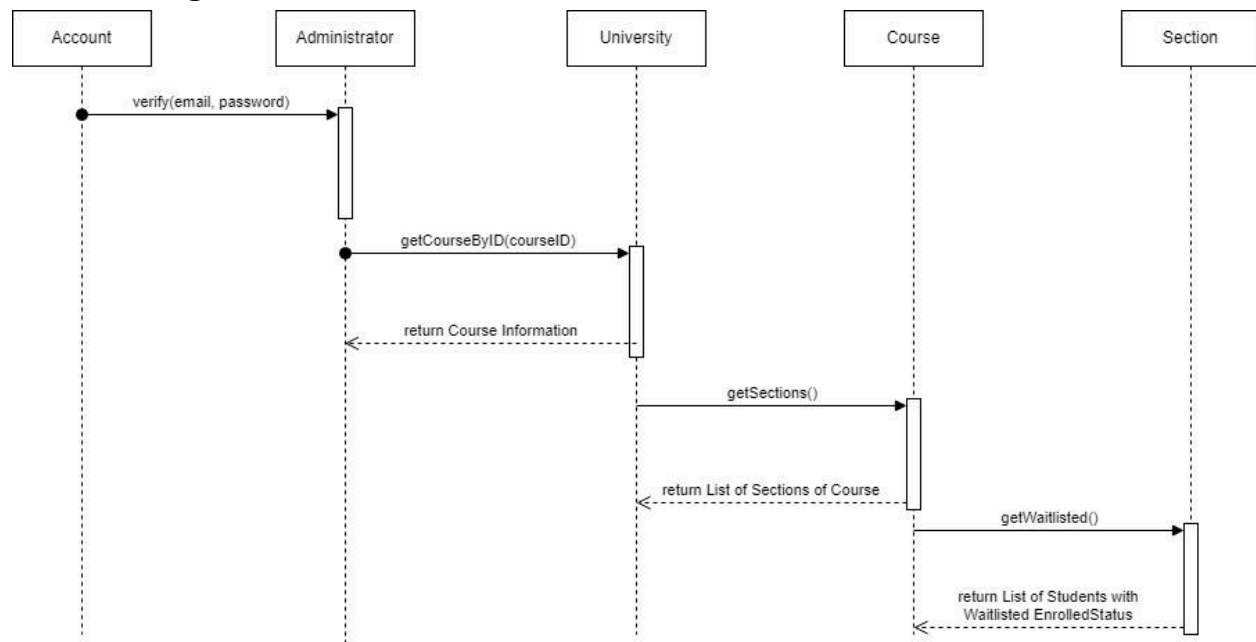 Account
Administrator
University
Course
Section
verify(email, password)
getCourseByID(courseID)
return Course Information
getSections()
return List of Sections of Course
getWaitlisted()
return List of Students with
Waitlisted EnrolledStatus